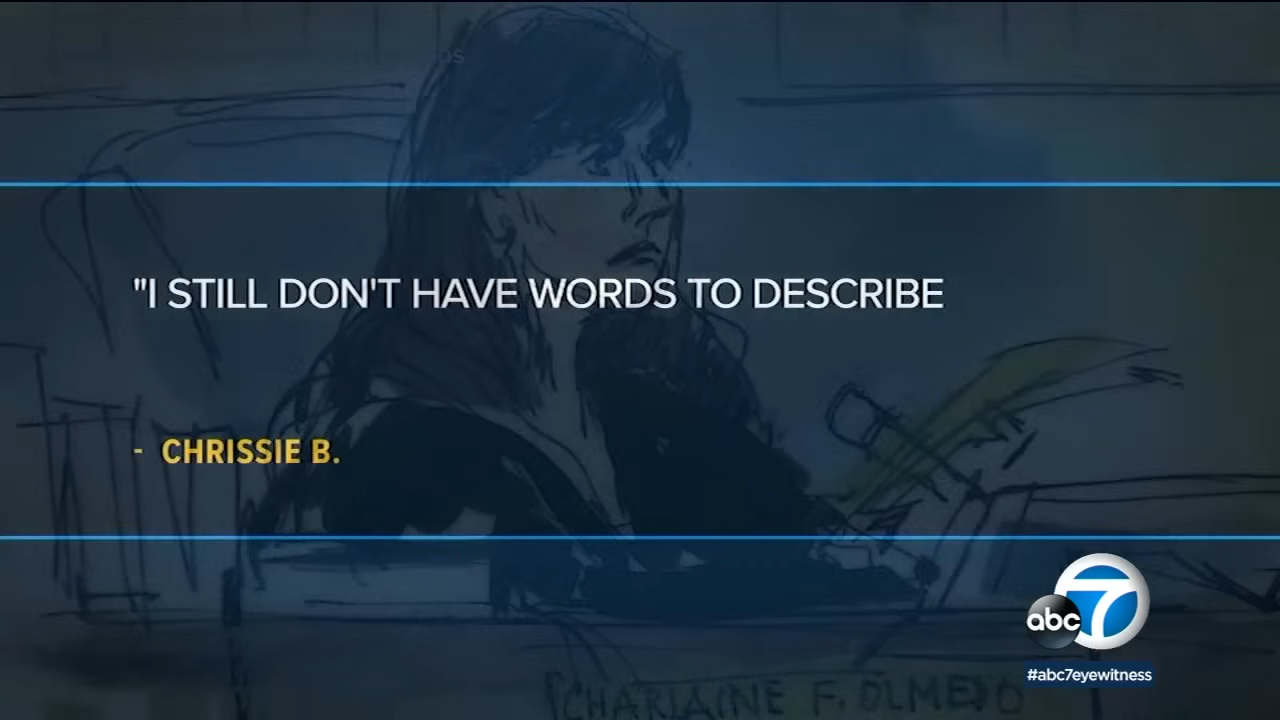 "I STILL DON'T HAVE WORDS TO DESCRIBE
- CHRISSIE B.
abc 7
#abc7eyewitness
CHARLAINE F. OLMEDO